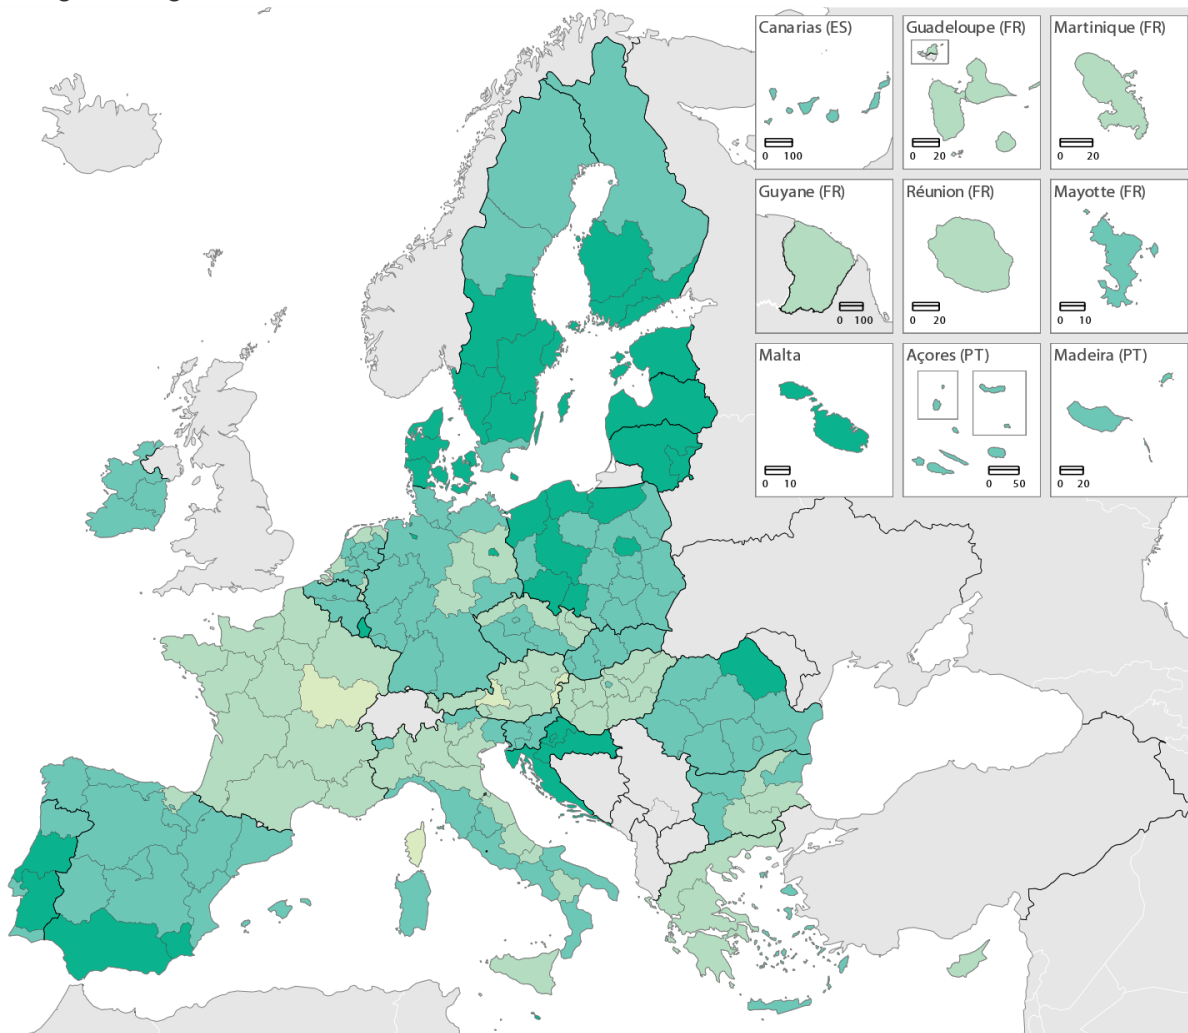 Canarias (ES)
0 100
Guadeloupe (FR)
0 20
Martinique (FR)
0 20
Guyane (FR)
0 100
Réunion (FR)
0 20
Mayotte (FR)
0 10
Malta
0 10
Açores (PT)
0 50
Madeira (PT)
0 20